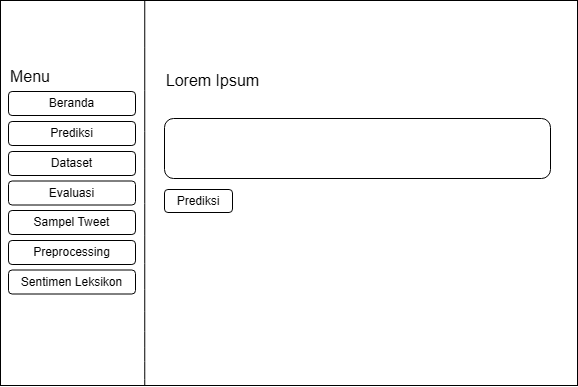 Menu
Beranda
Prediksi
Dataset
Evaluasi
Sampel Tweet
Preprocessing
Sentimen Leksikon
Lorem Ipsum
Prediksi